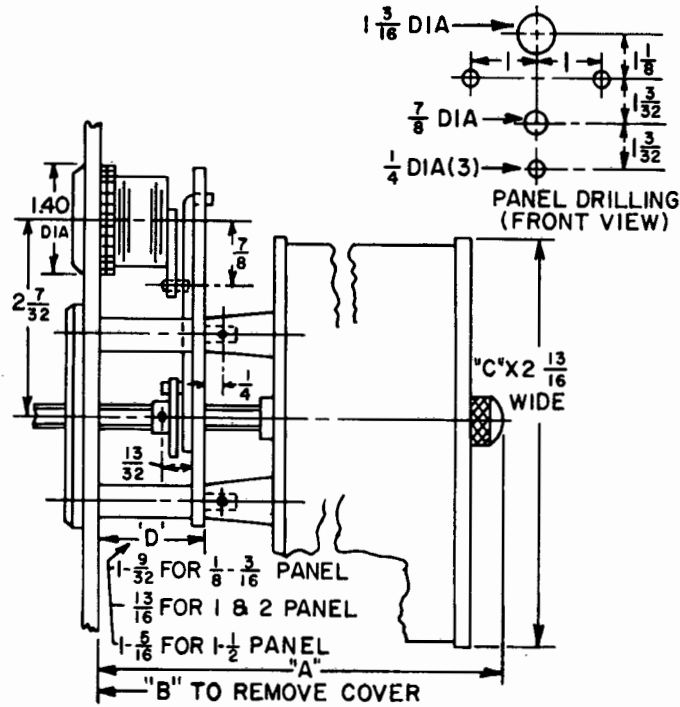 1 3/16 DIA
1 1
1 1/8
7/8 DIA
1 3/32
1/4 DIA(3)
1 3/32
PANEL DRILLING
(FRONT VIEW)
1.40
DIA
7/8
2 7/32
"C" X 2 13/16
WIDE
1/4
13/32
"D"
1-9/32 FOR 1/8-3/16 PANEL
13/16 FOR 1 & 2 PANEL
1-5/16 FOR 1-1/2 PANEL
"A"
"B" TO REMOVE COVER